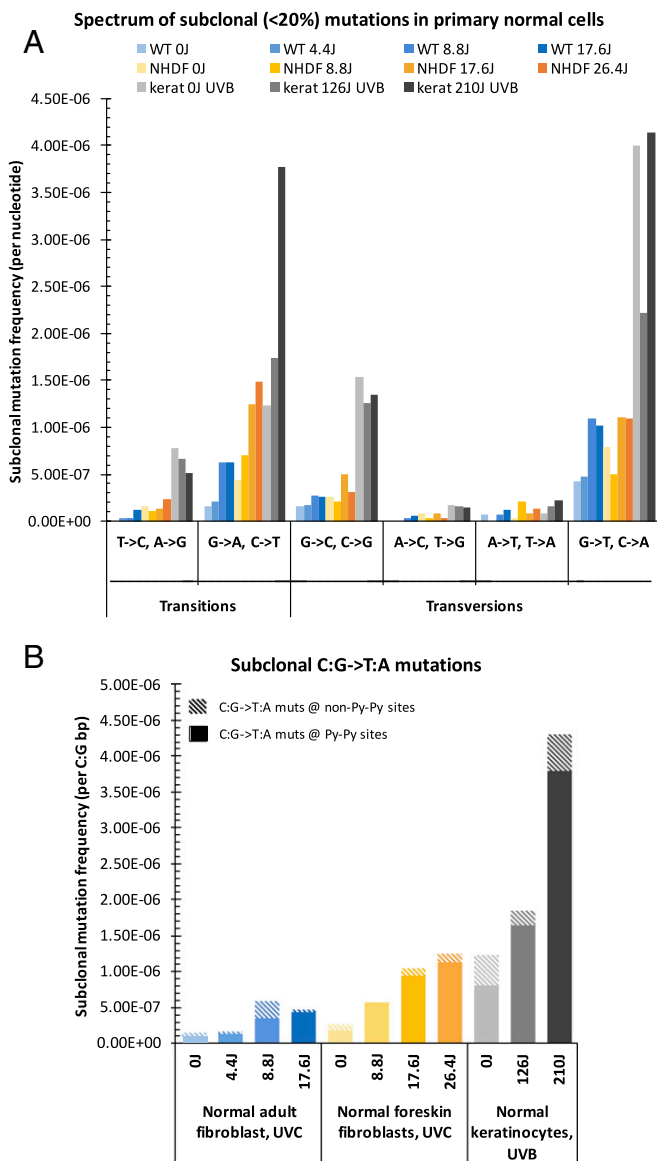 Spectrum of subclonal (<20%) mutations in primary normal cells
A
WT 0J WT 4.4J WT 8.8J WT 17.6J
NHDF 0J NHDF 8.8J NHDF 17.6J NHDF 26.4J
kerat 0J UVB kerat 126J UVB kerat 210J UVB
Subclonal mutation frequency (per nucleotide)
4.50E-06
4.00E-06
3.50E-06
3.00E-06
2.50E-06
2.00E-06
1.50E-06
1.00E-06
5.00E-07
0.00E+00
T->C, A->G G->A, C->T G->C, C->G A->C, T->G A->T, T->A G->T, C->A
Transitions Transversions
B
Subclonal C:G->T:A mutations
C:G->T:A muts @ non-Py-Py sites
C:G->T:A muts @ Py-Py sites
Subclonal mutation frequency (per C:G bp)
5.00E-06
4.50E-06
4.00E-06
3.50E-06
3.00E-06
2.50E-06
2.00E-06
1.50E-06
1.00E-06
5.00E-07
0.00E+00
0J 4.4J 8.8J 17.6J 0J 8.8J 17.6J 26.4J 0J 126J 210J
Normal adult fibroblast, UVC
Normal foreskin fibroblasts, UVC
Normal keratinocytes, UVB